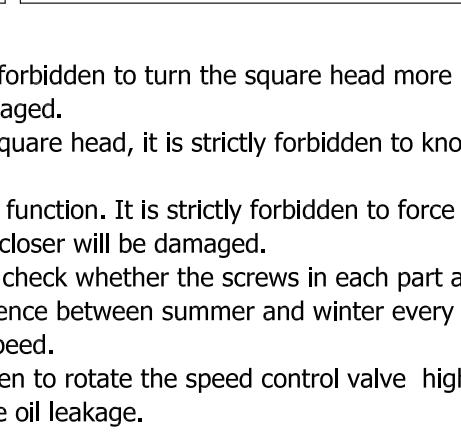 forbidden to turn the square head more
aged.
quare head, it is strictly forbidden to kno
function. It is strictly forbidden to force
closer will be damaged.
check whether the screws in each part a
ence between summer and winter every
peed.
en to rotate the speed control valve  high
e oil leakage.